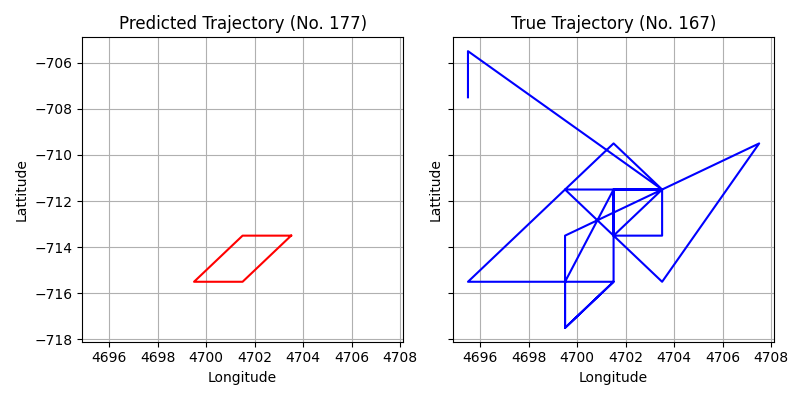 Predicted Trajectory (No. 177)
True Trajectory (No. 167)
Lattitude
−706
−708
−710
−712
−714
−716
−718
4696 4698 4700 4702 4704 4706 4708
Longitude
Lattitude
4696 4698 4700 4702 4704 4706 4708
Longitude